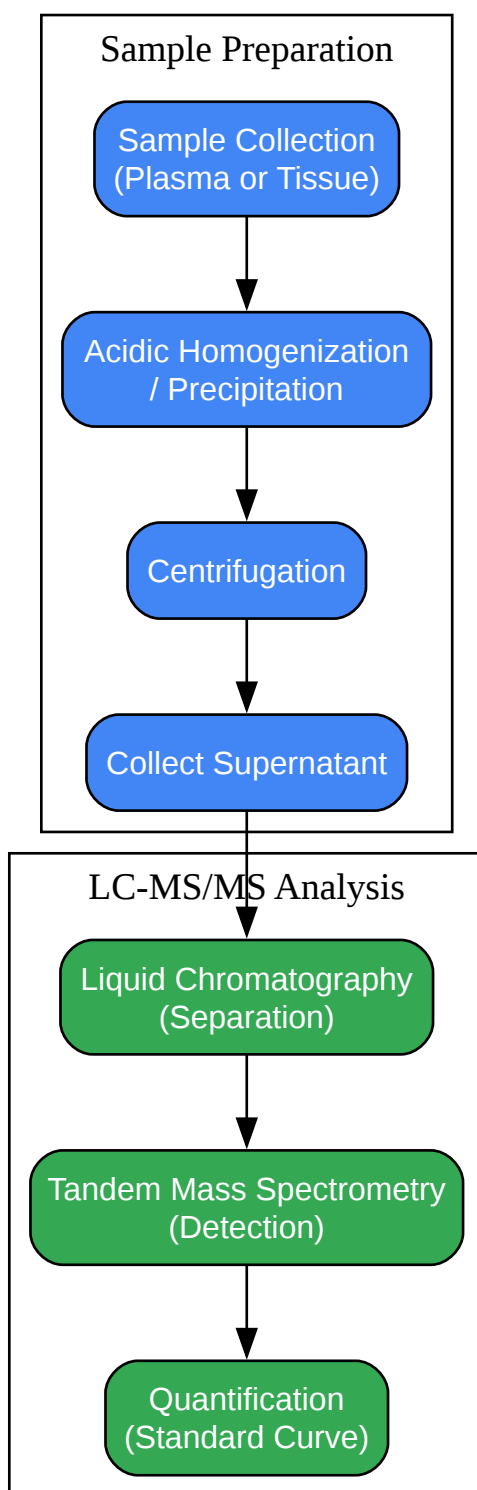 Sample Preparation
Sample Collection
(Plasma or Tissue)
Acidic Homogenization
/ Precipitation
Centrifugation
Collect Supernatant
LC-MS/MS Analysis
Liquid Chromatography
(Separation)
Tandem Mass Spectrometry
(Detection)
Quantification
(Standard Curve)